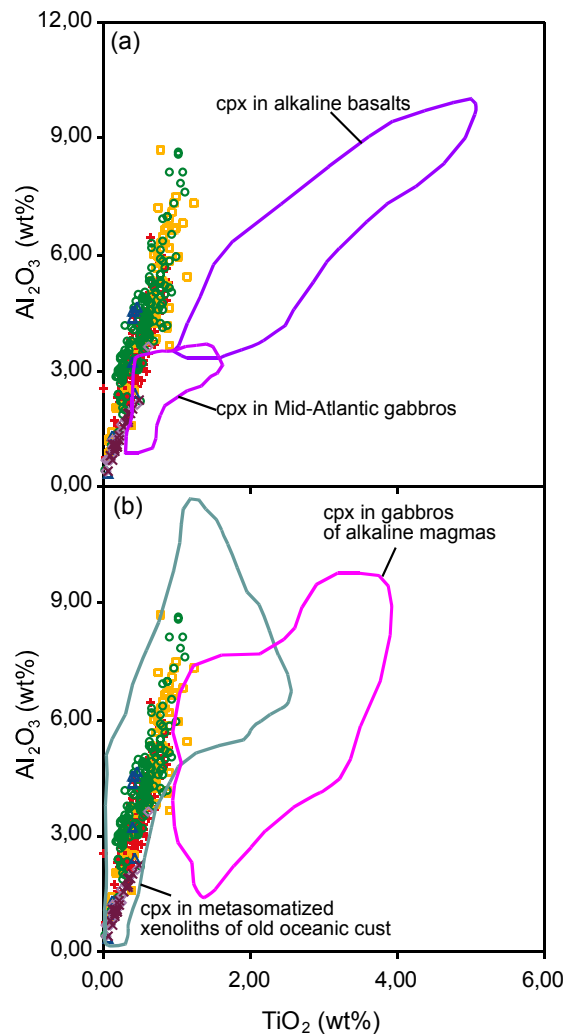 12,00
(a)
cpx in alkaline basalts
9,00
6,00
Al2O3 (wt%)
3,00
cpx in Mid-Atlantic gabbros
0,00
(b)
cpx in gabbros
of alkaline magmas
9,00
6,00
Al2O3 (wt%)
3,00
cpx in metasomatized
xenoliths of old oceanic cust
0,00
0,00 2,00 4,00 6,00
TiO2 (wt%)